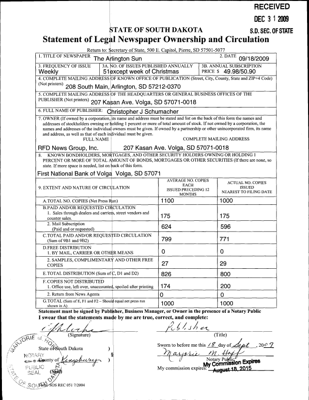 RECEIVED
DEC 31 2009
S.D. SEC. OF STATE
STATE OF SOUTH DAKOTA
Statement of Legal Newspaper Ownership and Circulation
Return to: Secretary of State, 500 E. Capitol, Pierre, SD 57501-5077
1. TITLE OF NEWSPAPER The Arlington Sun
2. DATE 09/18/2009
3. FREQUENCY OF ISSUE Weekly
3A. NO. OF ISSUES PUBLISHED ANNUALLY 51 except week of Christmas
3B. ANNUAL SUBSCRIPTION PRICE $ 49.98/50.90
4. COMPLETE MAILING ADDRESS OF KNOWN OFFICE OF PUBLICATION (Street, City, County, State and ZIP+4 Code)
(Not printers) 208 South Main, Arlington, SD 57212-0370
5. COMPLETE MAILING ADDRESS OF THE HEADQUARTERS OR GENERAL BUSINESS OFFICES OF THE
PUBLISHER (Not printers) 207 Kasan Ave. Volga, SD 57071-0018
6. FULL NAME OF PUBLISHER: Christopher J Schumacher
7. OWNER (If owned by a corporation, its name and address must be stated and list on the back of this form the names and
addresses of stockholders owning or holding 1 percent or more of total amount of stock. If not owned by a corporation, the
names and addresses of the individual owners must be given. If owned by a partnership or other unincorporated firm, its name
and address, as well as that of each individual must be given.
FULL NAME COMPLETE MAILING ADDRESS
RFD News Group, Inc. 207 Kasan Ave. Volga, SD 57071-0018
8. KNOWN BONDHOLDERS, MORTGAGES, AND OTHER SECURITY HOLDERS OWNING OR HOLDING 1
PERCENT OR MORE OF TOTAL AMOUNT OF BONDS, MORTGAGES OR OTHER SECURITIES (If there are none, so
state. If more space is needed, list on back of this form.
First National Bank of Volga Volga, SD 57071
9. EXTENT AND NATURE OF CIRCULATION
AVERAGE NO. COPIES EACH ISSUED PRECEDING 12 MONTHS
ACTUAL NO. COPIES ISSUED NEAREST TO FILING DATE
A. TOTAL NO. COPIES (Net Press Run) 1100 1000
B. PAID AND/OR REQUESTED CIRCULATION
1. Sales through dealers and carriers, street vendors and
counter sales. 175 175
2. Mail Subscription
(Paid and or requested) 624 596
C. TOTAL PAID AND/OR REQUESTED CIRCULATION
(Sum of 9B1 and 9B2) 799 771
D. FREE DISTRIBUTION
1. BY MAIL, CARRIER OR OTHER MEANS 0 0
2. SAMPLES, COMPLIMENTARY AND OTHER FREE
COPIES 27 29
E. TOTAL DISTRIBUTION (Sum of C, D1 and D2) 826 800
F. COPIES NOT DISTRIBUTED
1. Office use, left over, unaccounted, spoiled after printing 174 200
2. Return from News Agents 0 0
G. TOTAL (Sum of E, F1 and F2 - Should equal net press run
shown in A) 1000 1000
Statement must be signed by Publisher, Business Manager, or Owner in the presence of a Notary Public
I swear that the statements made by me are true, correct, and complete:
Publisher
(Signature) (Title)
State of South Dakota
Sworn to before me this 18 day of Sept, 2009
County of Kingsbury
Marjorie M. Hopf
Notary Public
My commission expires: My Commission Expires August 18, 2015
NOTARY
PUBLIC
SEAL